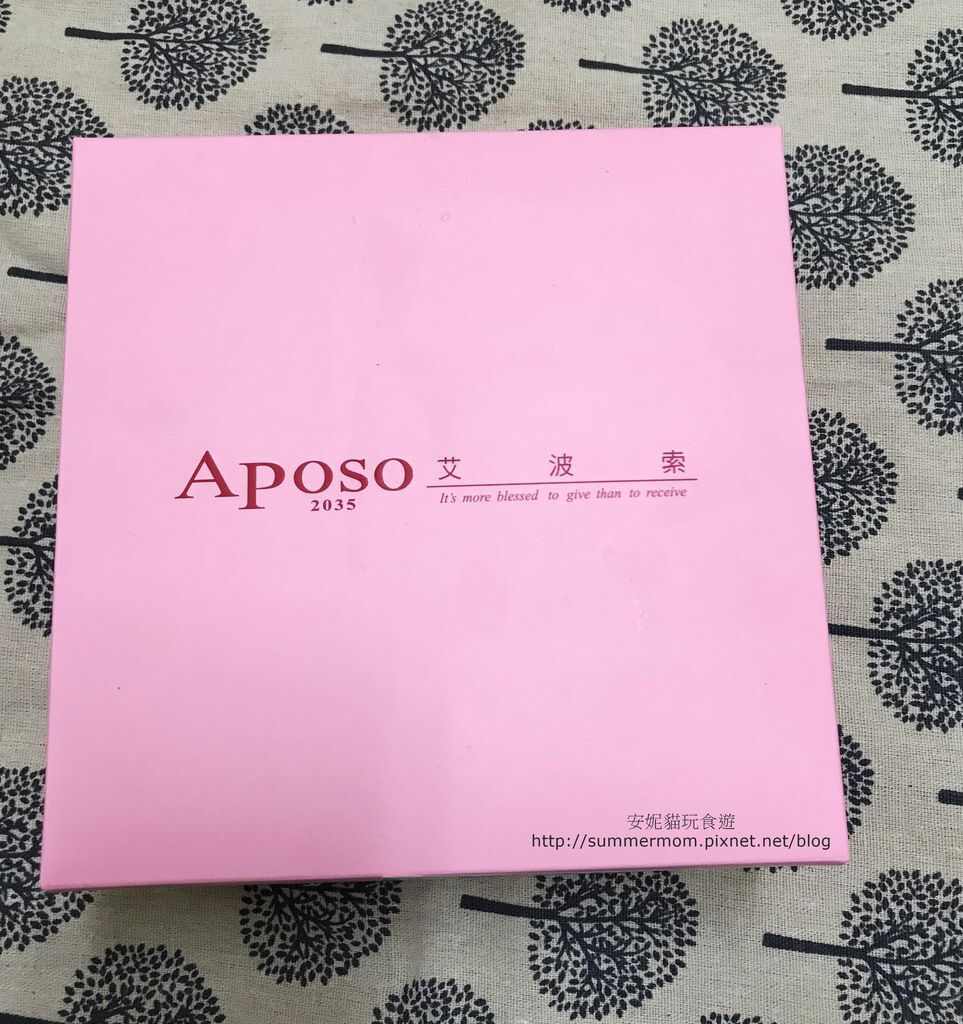 Aposo
2035
艾波索
It's more blessed to give than to receive
安妮貓玩食遊
http://summermom.pixnet.net/blog